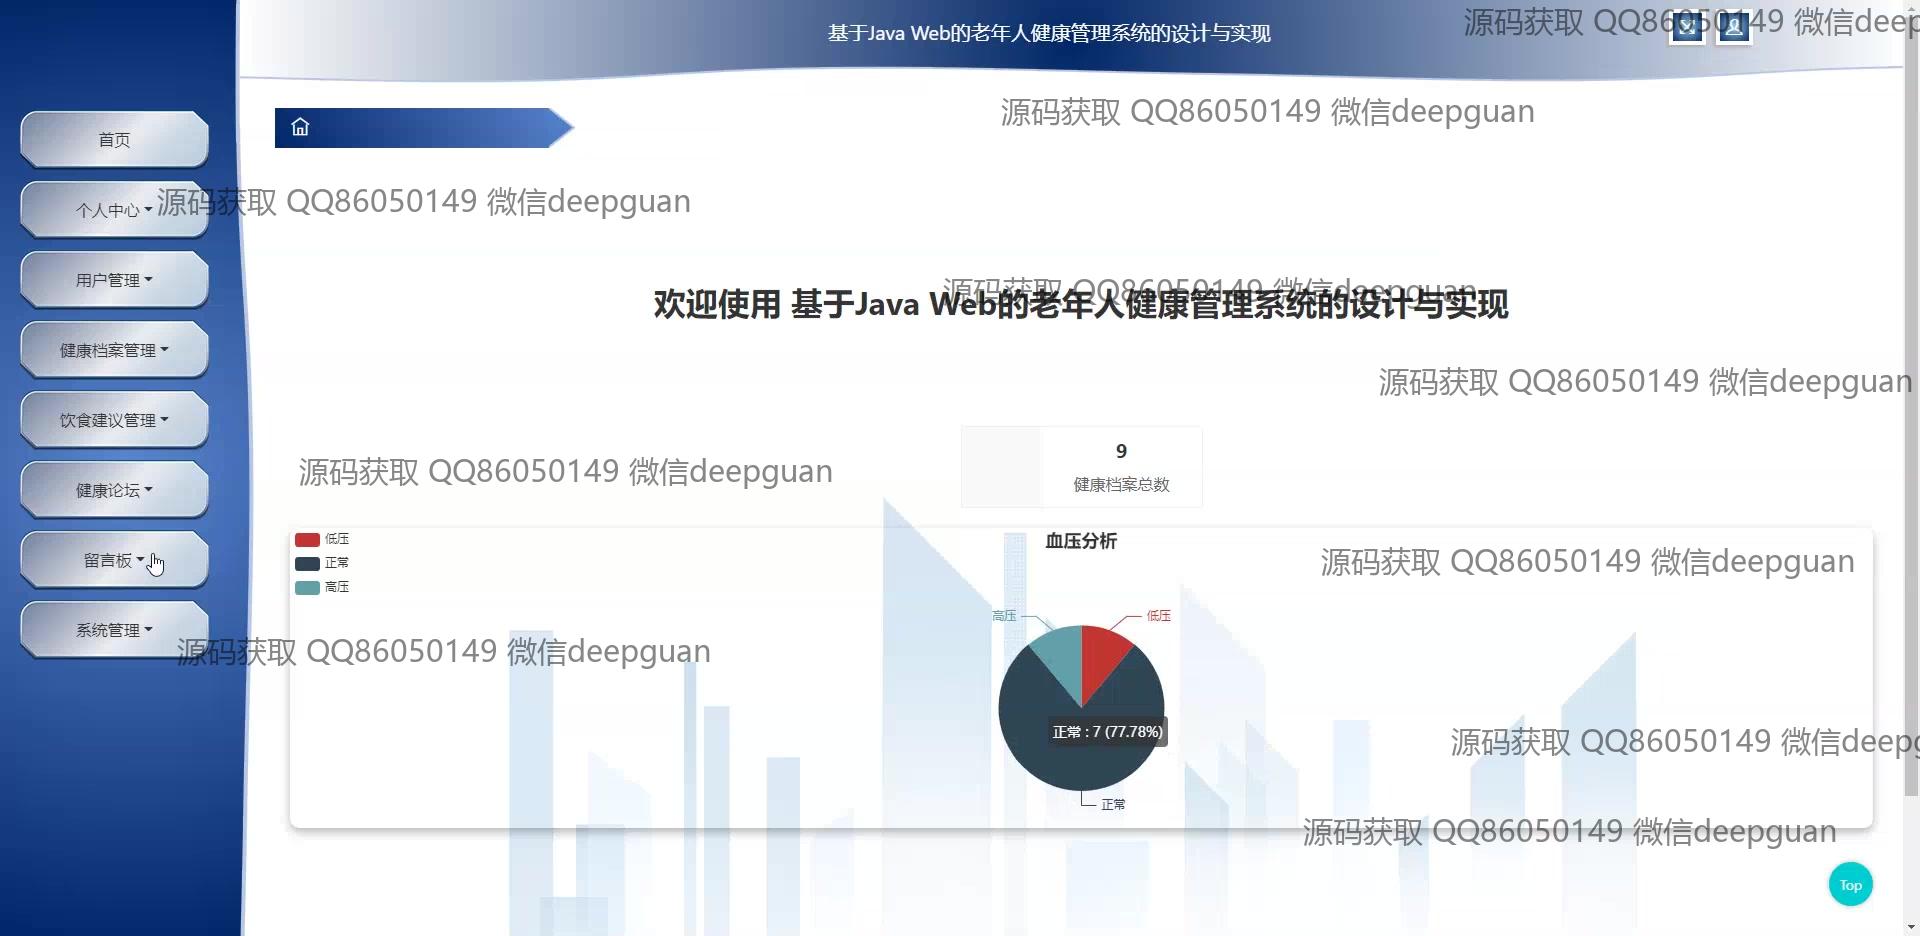 基于Java Web的老年人健康管理系统的设计与实现
源码获取 QQ86050149 微信deep
首页
源码获取 QQ86050149 微信deepguan
个人中心
源码获取 QQ86050149 微信deepguan
用户管理
源码获取 QQ86050149 微信deepguan
欢迎使用 基于Java Web的老年人健康管理系统的设计与实现
健康档案管理
源码获取 QQ86050149 微信deepguan
饮食建议管理
9
健康档案总数
源码获取 QQ86050149 微信deepguan
健康论坛
低压
正常
高压
血压分析
源码获取 QQ86050149 微信deepguan
留言板
高压
低压
系统管理
源码获取 QQ86050149 微信deepguan
正常 : 7 (77.78%)
源码获取 QQ86050149 微信deepg
正常
源码获取 QQ86050149 微信deepguan
Top